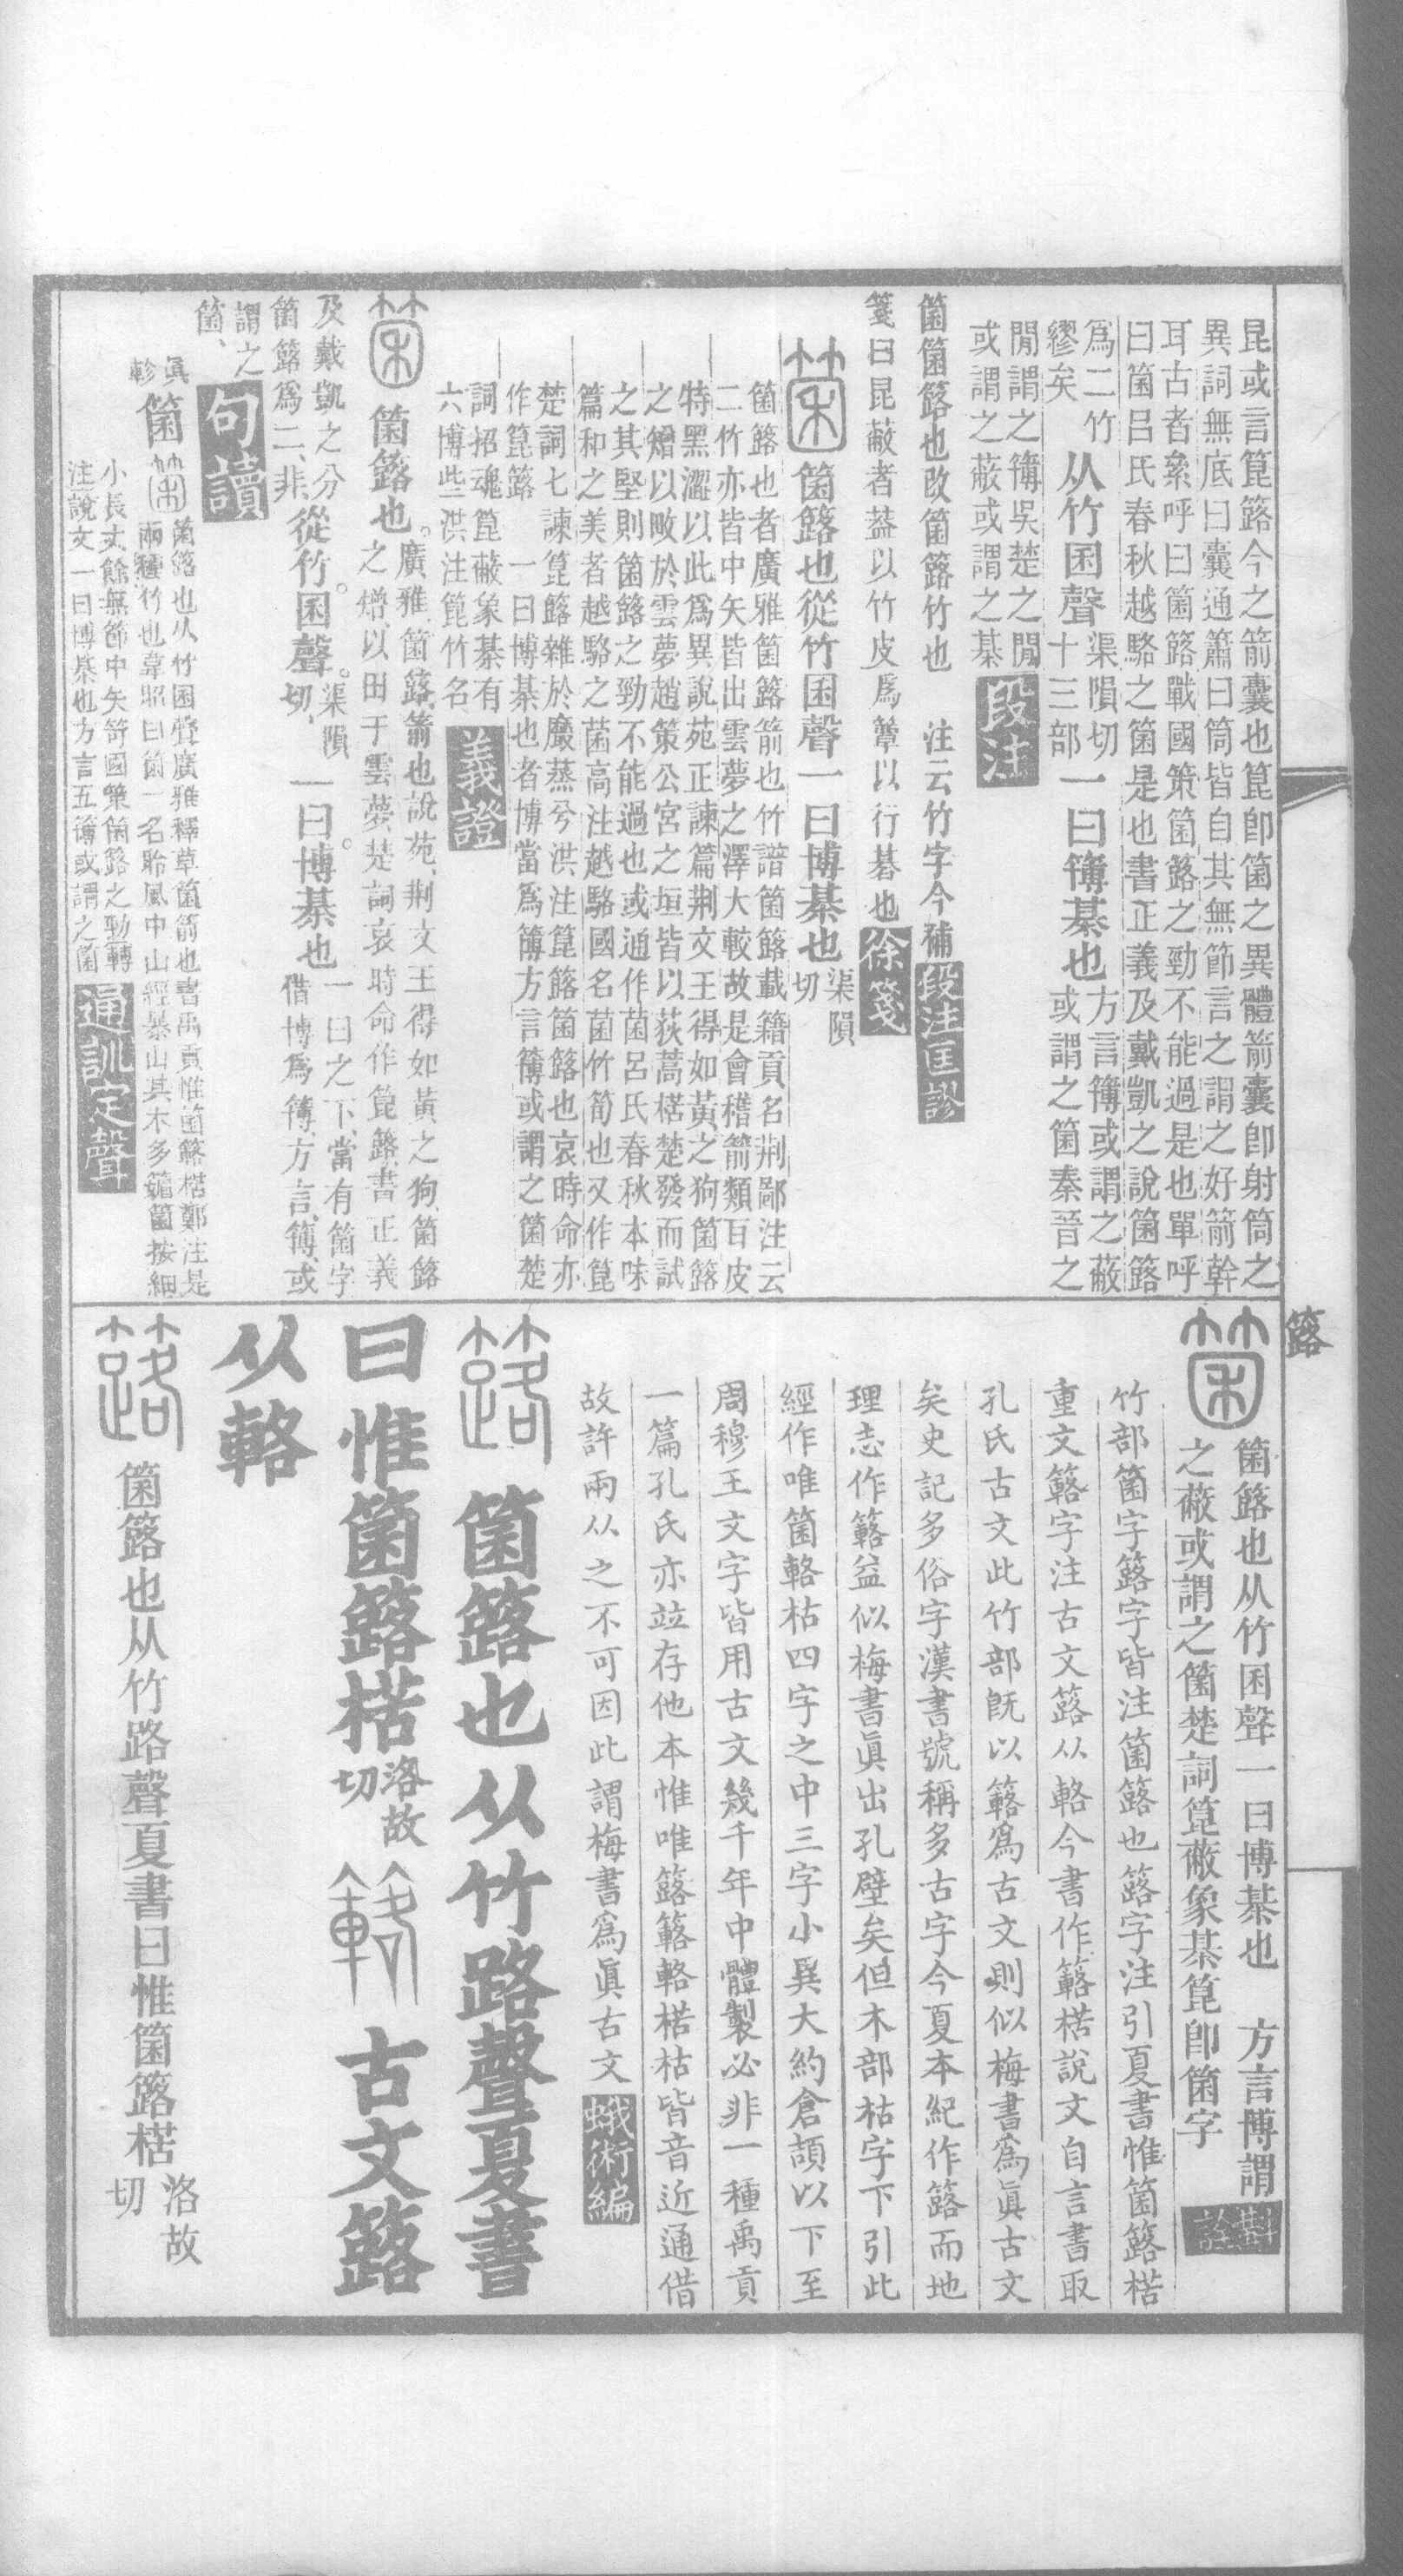 昆或言箟簬今之箭囊也箟卽箘之異體箭囊卽射筒之
異詞無底曰囊通簫曰筒皆自其無節言之謂之好箭幹
耳古者絫呼曰箘簬戰國策箘簬之勁不能過是也單呼
曰箘呂氏春秋越駱之箘是也書正義及戴凱之說箘簬
爲二竹
繆矣
从竹囷聲
渠隕切
十三部
一曰簙棊也
方言簙或謂之蔽
或謂之箘秦晉之
閒謂之簙吳楚之閒
或謂之蔽或謂之棊
段注
箘箘簬也改箘簬竹也 注云竹字今補
段注匡謬
箋曰昆蔽者葢以竹皮爲簟以行棊也
徐箋
箘簬也從竹囷聲一曰博棊也
渠隕
切
箘簬也者廣雅箘簬箭也竹譜箘簬載籍貢名荆鄙注云
二竹亦皆中矢皆出雲夢之澤大較故是會稽箭類百皮
特黑澀以此爲異說苑正諫篇荆文王得如黃之狗箘簬
之矰以畋於雲夢趙策公宮之垣皆以荻蒿楛楚發而試
之其堅則箘簬之勁不能過也或通作菌呂氏春秋本味
篇和之美者越駱之菌高注越駱國名菌竹筍也又作箟
楚詞七諫箟簬雜於黀蒸兮洪注箟簬箘簬也哀時命亦
作箟簬 一曰博棊也者博當爲簙方言簙或謂之箘楚
詞招魂箟蔽象棊有
六博些洪注箟竹名
義證
箘簬也。
廣雅、箘簬、箭也、說苑、荆文王得如黃之狗、箘簬
之矰、以田于雲夢、楚詞哀時命作箟簬、書正義
及戴凱之分
箘簬爲二、非、
從竹。囷聲。
渠隕
切、
一曰博棊也。
一曰之下、當有箘字
借博爲簙、方言、簙、或
謂之
箘、
句讀
眞
軫
箘
箘簬也从竹囷聲廣雅釋草箘箭也書禹貢惟箘簬楛鄭注是
兩種竹也韋昭曰箘一名聆風中山經暴山其木多䉋箘按細
小長丈餘無節中矢笴國策箘簬之勁轉
注說文一曰博棊也方言五簙或謂之箘
通訓定聲
簬
箘簬也从竹囷聲一曰博棊也 方言博謂
之蔽或謂之箘楚詞箟蔽象棊箟卽箘字
斠詮
竹部箘字簬字皆注箘簬也簬字注引夏書惟箘簬楛
重文簵字注古文簬从輅今書作簵楛說文自言書取
孔氏古文此竹部旣以簵爲古文則似梅書爲眞古文
矣史記多俗字漢書號稱多古字今夏本紀作簬而地
理志作簵益似梅書眞出孔壁矣但木部枯字下引此
經作唯箘輅枯四字之中三字小異大約倉頡以下至
周穆王文字皆用古文幾千年中體製必非一種禹貢
一篇孔氏亦竝存他本惟唯簬簵輅楛枯皆音近通借
故許兩从之不可因此謂梅書爲眞古文
蛾術編
簬
箘簬也从竹路聲夏書
曰惟箘簬楛
洛故
切
古文簬
从輅
箘簬也从竹路聲夏書曰惟箘簬楛
洛故
切